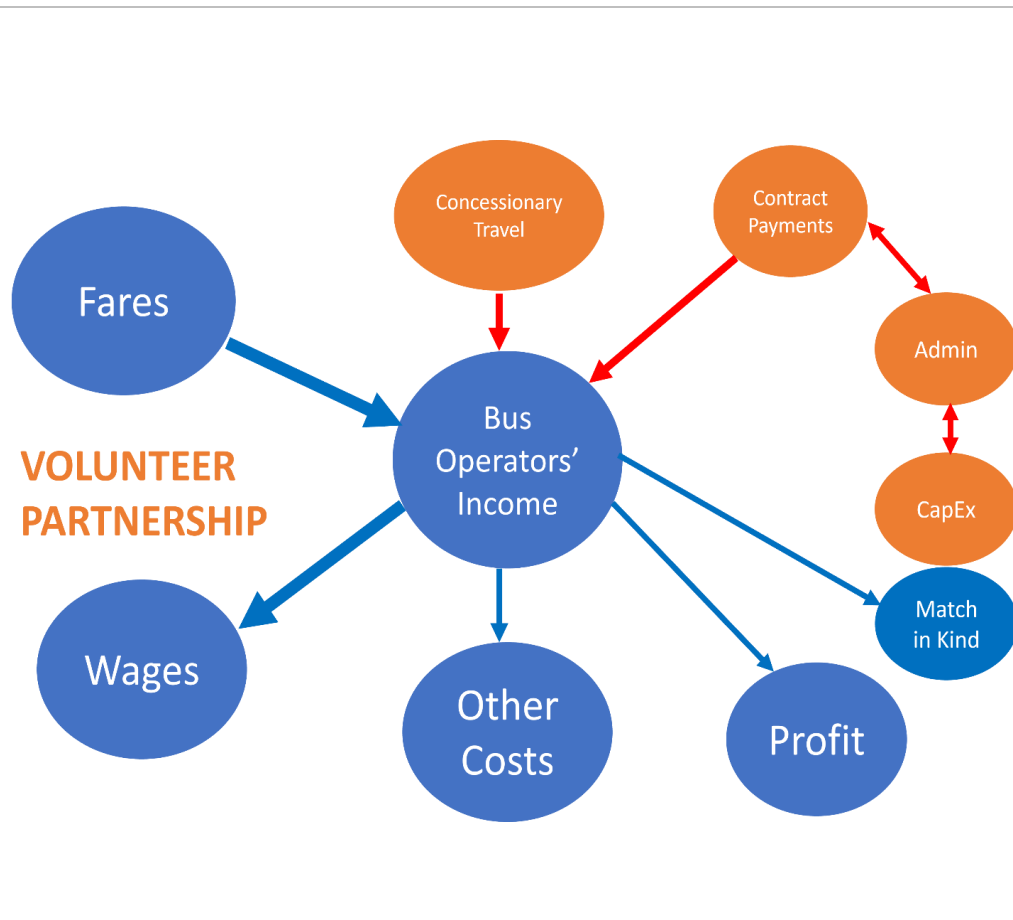 Concessionary
Travel
Contract
Payments
Fares
Admin
Bus
Operators’
Income
VOLUNTEER
PARTNERSHIP
CapEx
Match
in Kind
Wages
Other
Costs
Profit